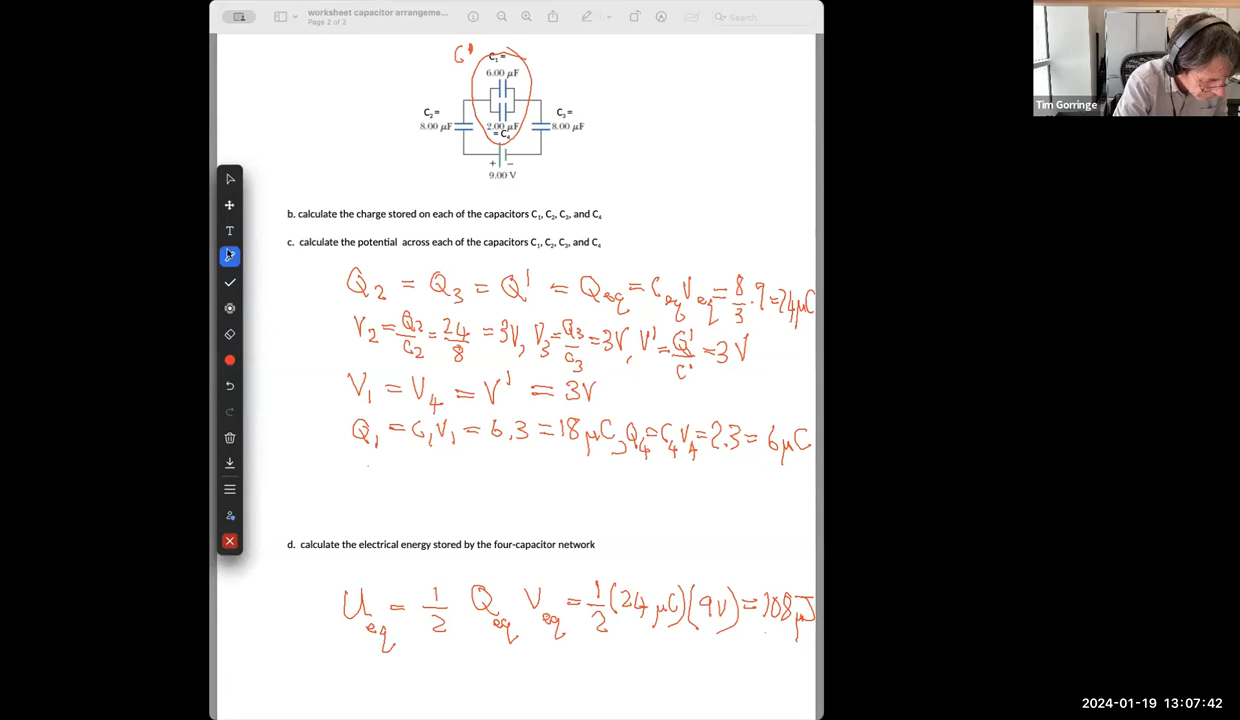 worksheet capacitor arrangeme...
Page 2 of 2
Search
C'
C₁ =
6.00 µF
C₂ =
8.00 µF
C₃ =
8.00 µF
2.00 µF
= C₄
+ −
9.00 V
Tim Gorringe
b. calculate the charge stored on each of the capacitors C₁, C₂, C₃, and C₄
c. calculate the potential across each of the capacitors C₁, C₂, C₃, and C₄
Q₂ = Q₃ = Q' = Qeq = Ceq Veq = 8/3 . 9 = 24 µC
V₂ = Q₂/C₂ = 24/8 = 3V, V₃ = Q₃/C₃ = 3V, V' = Q'/C' = 3V
V₁ = V₄ = V' = 3V
Q₁ = C₁V₁ = 6.3 = 18 µC, Q₄ = C₄V₄ = 2.3 = 6 µC
d. calculate the electrical energy stored by the four-capacitor network
Ueq = 1/2 Qeq Veq = 1/2 (24 µC)(9V) = 108 µJ
2024-01-19 13:07:42